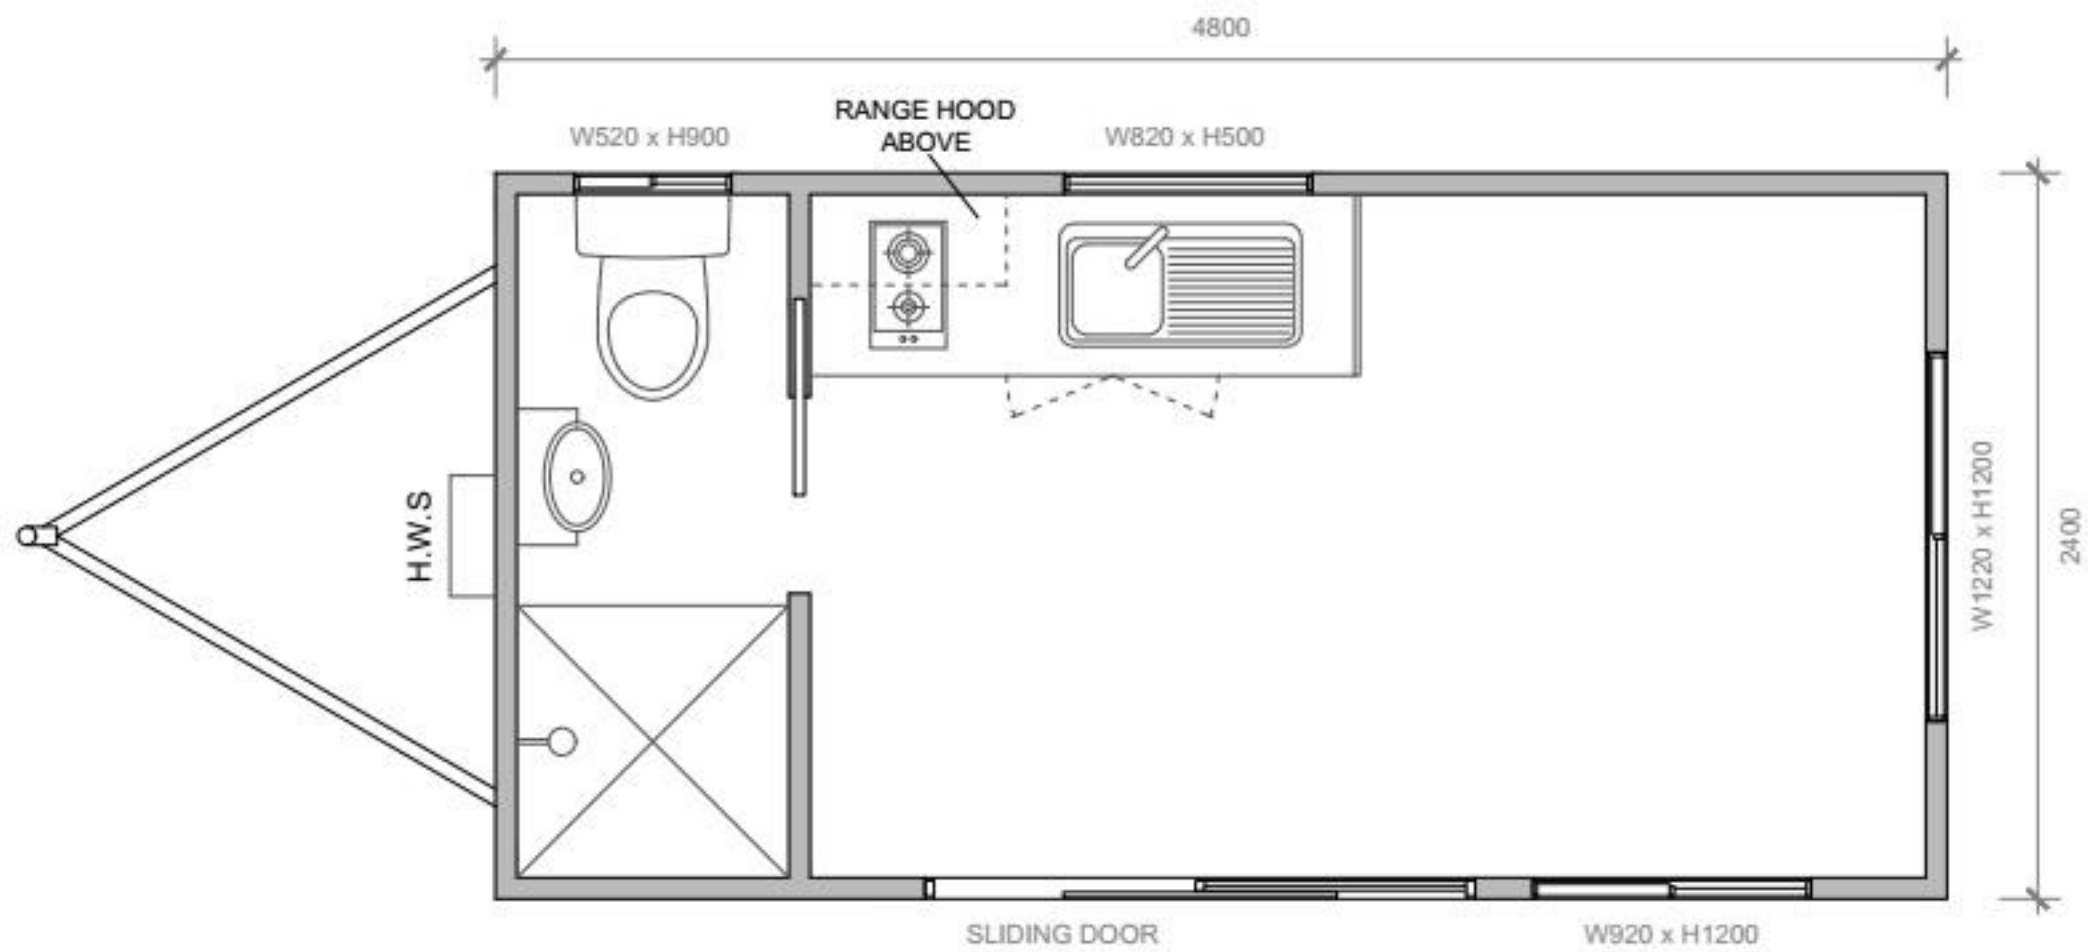 4800
RANGE HOOD
ABOVE
W520 x H900
W820 x H500
H.W.S
W1220 x H1200
2400
SLIDING DOOR
W920 x H1200